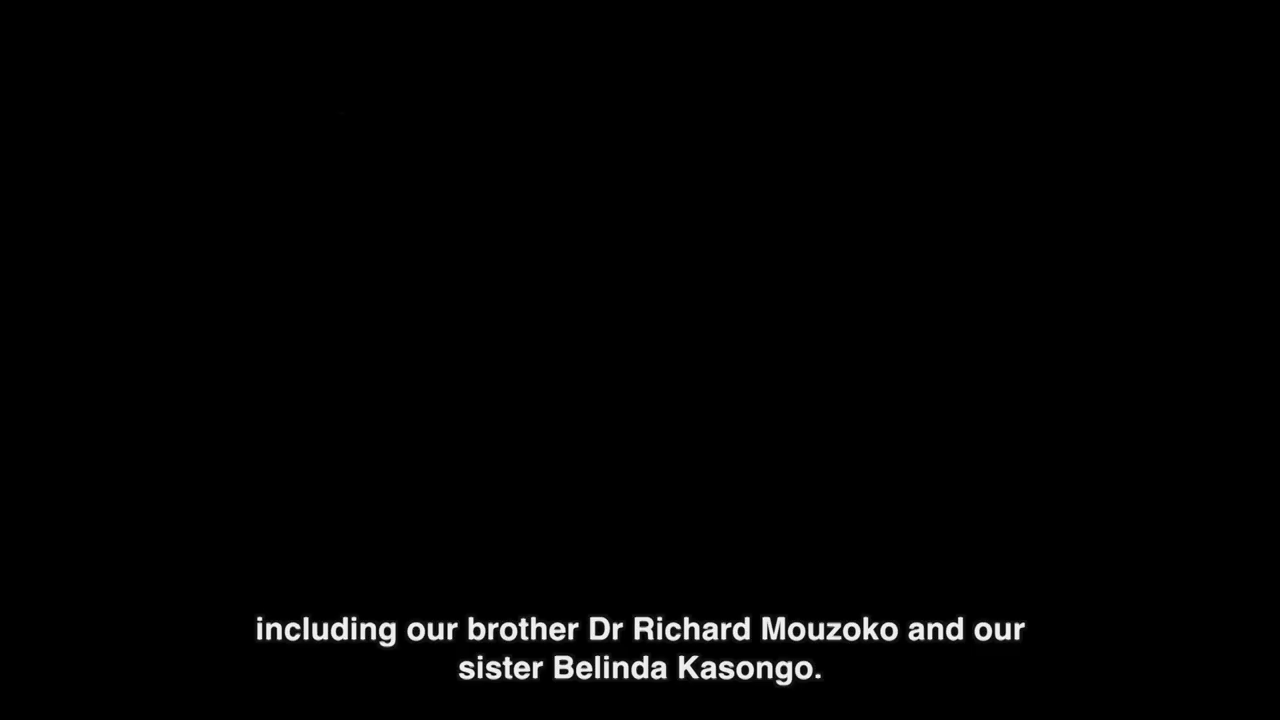 including our brother Dr Richard Mouzoko and our
sister Belinda Kasongo.